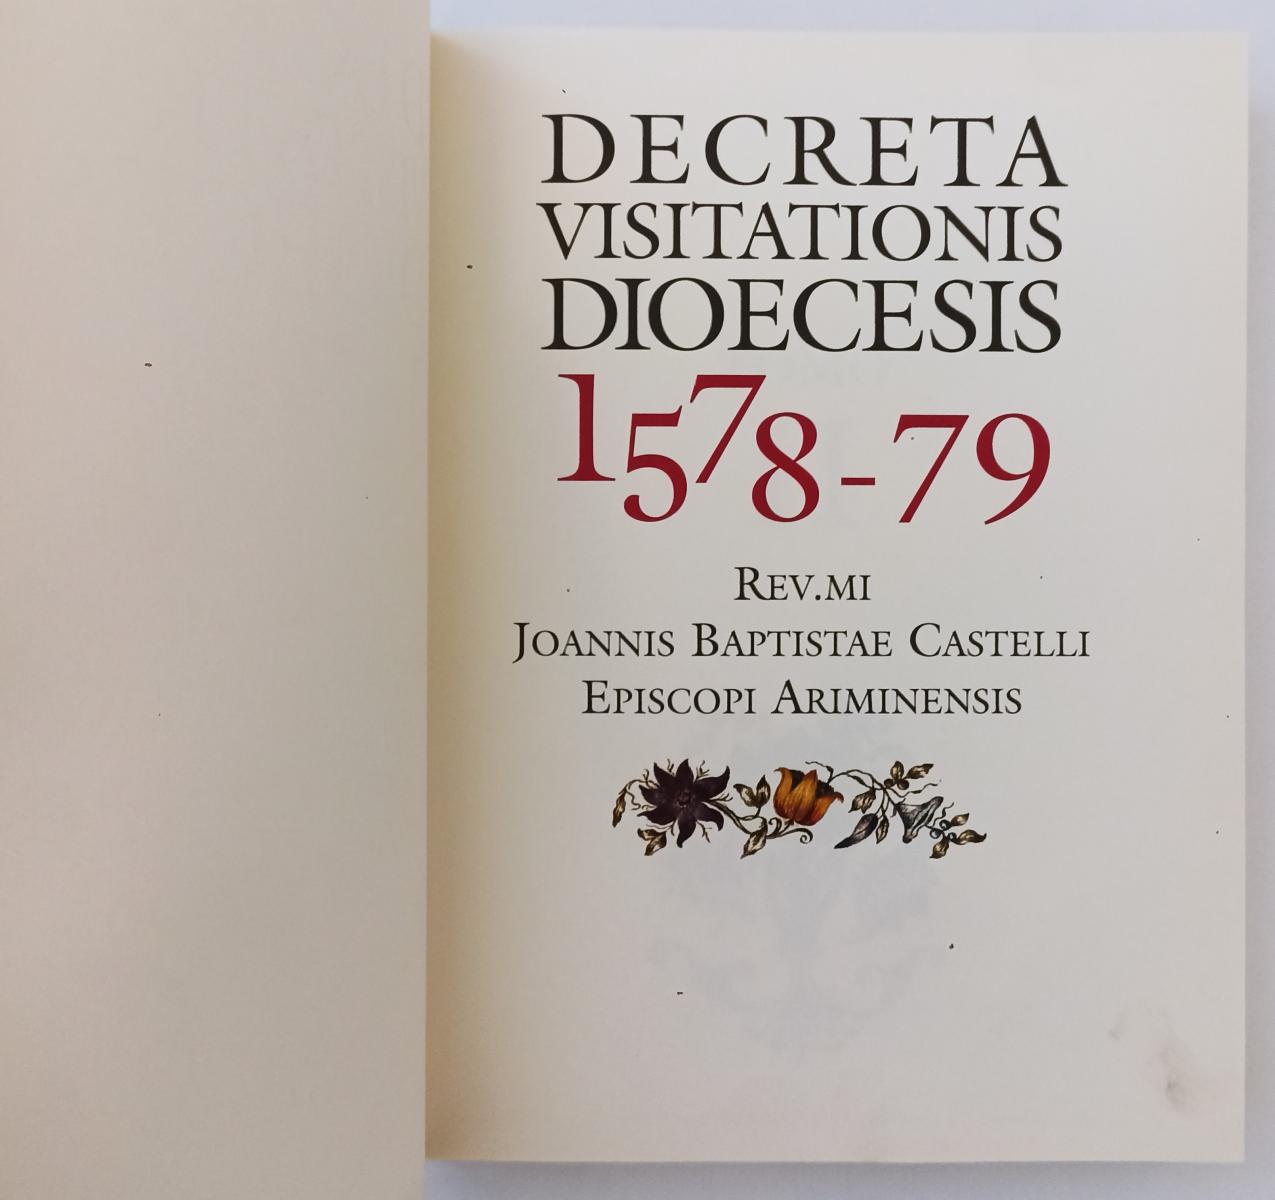 DECRETA
VISITATIONIS
DIOECESIS
1578-79
REV.MI
JOANNIS BAPTISTAE CASTELLI
EPISCOPI ARIMINENSIS